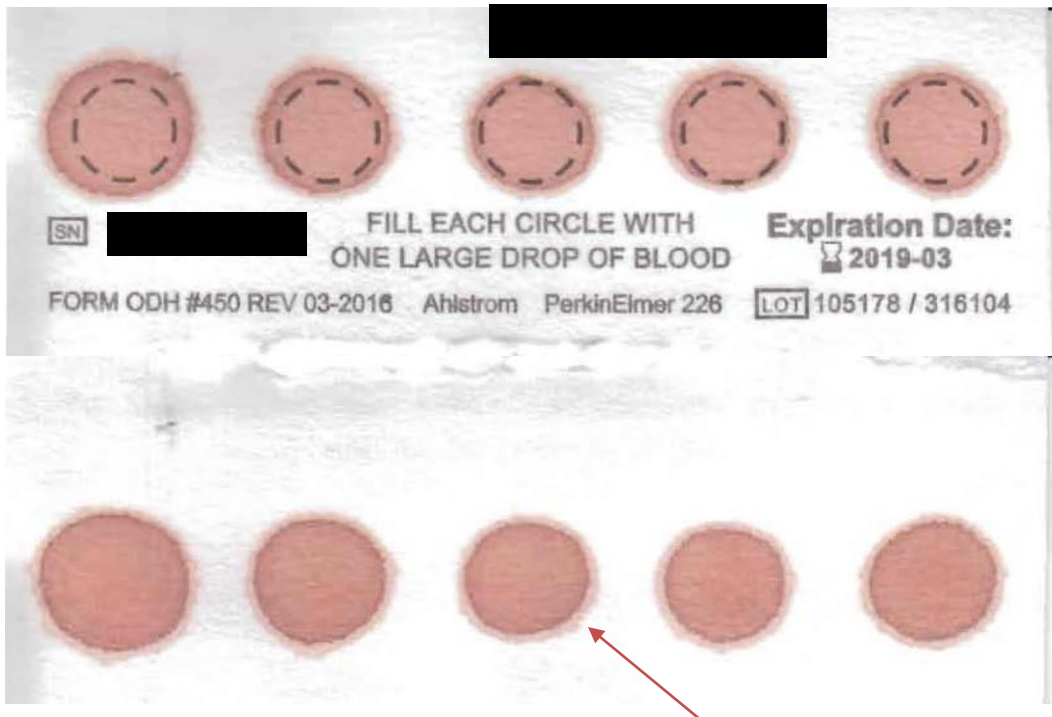 FILL EACH CIRCLE WITH
ONE LARGE DROP OF BLOOD
SN
Expiration Date:
2019-03
FORM ODH #450 REV 03-2016 Ahlstrom PerkinElmer 226 LOT 105178 / 316104